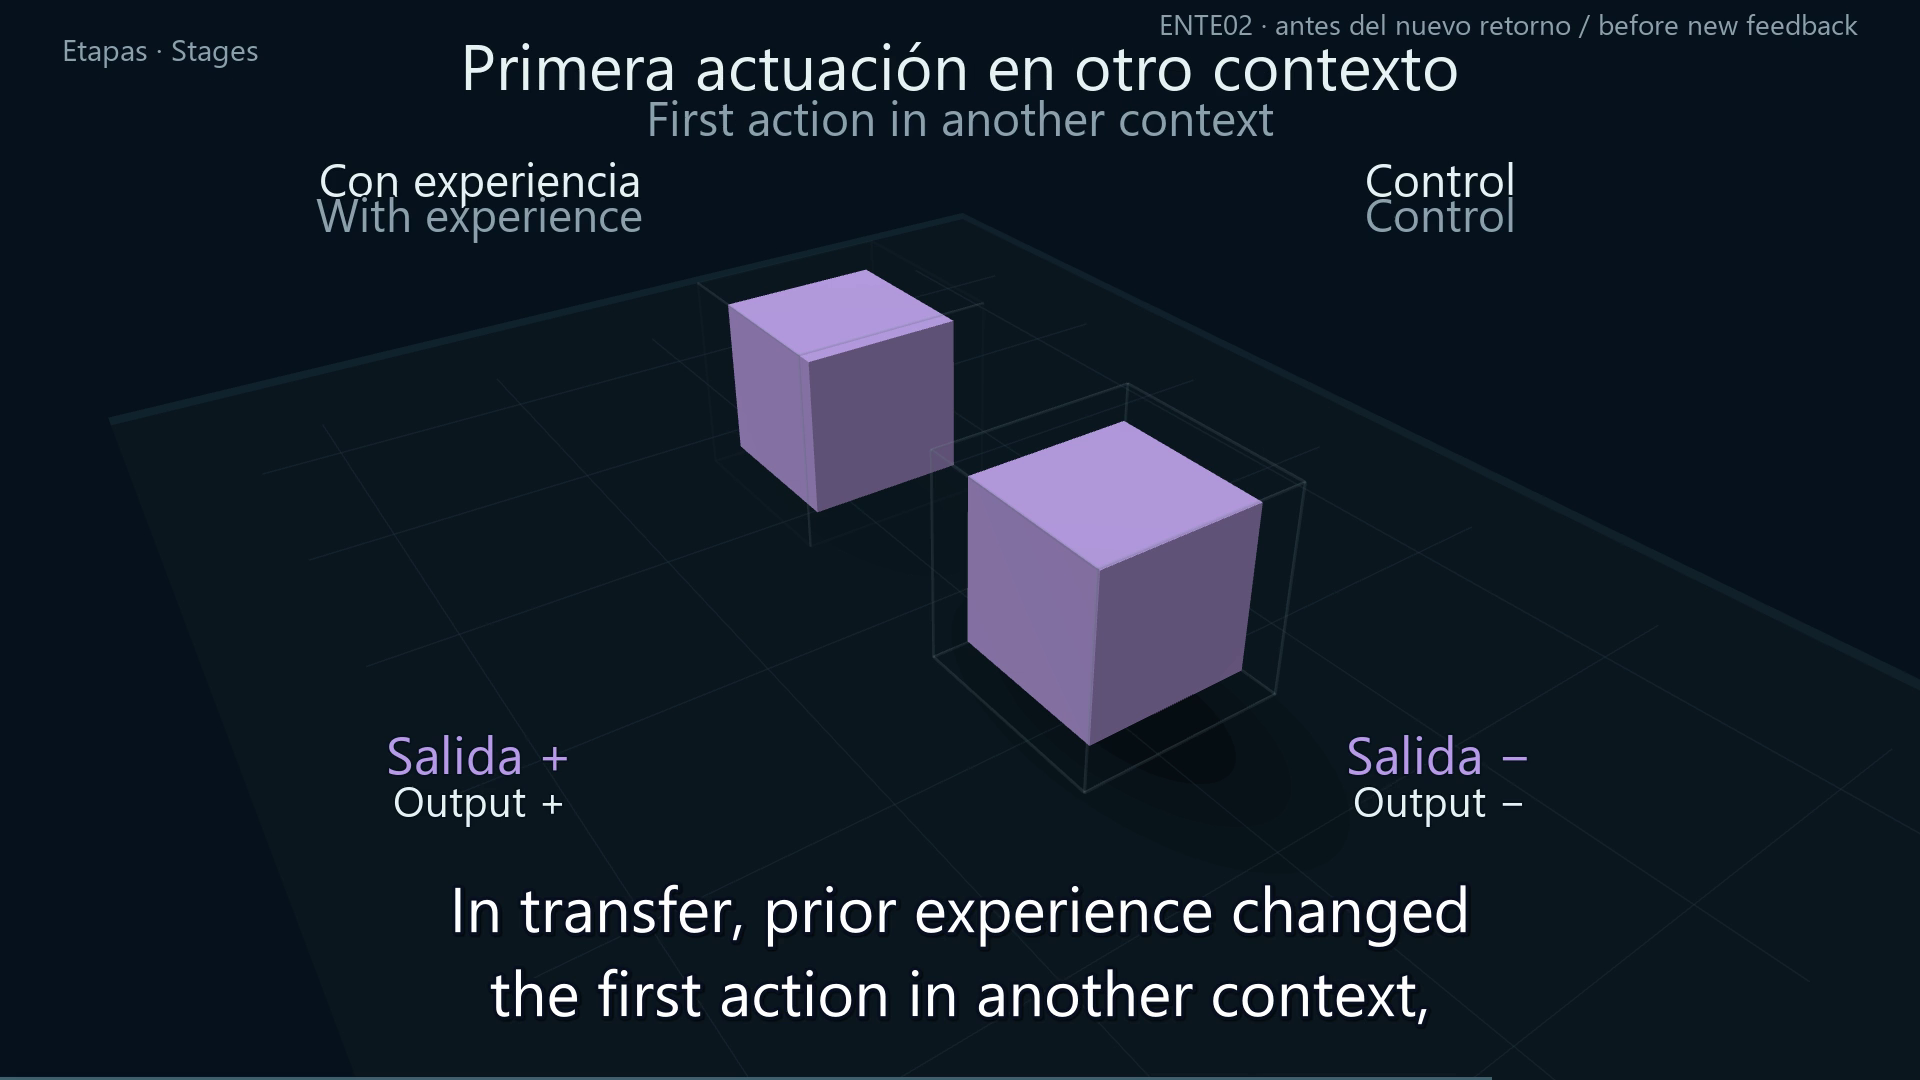 ENTE02 · antes del nuevo retorno / before new feedback
Etapas · Stages
Primera actuación en otro contexto
First action in another context
Con experiencia
With experience
Control
Control
Salida +
Output +
Salida −
Output −
In transfer, prior experience changed
the first action in another context,